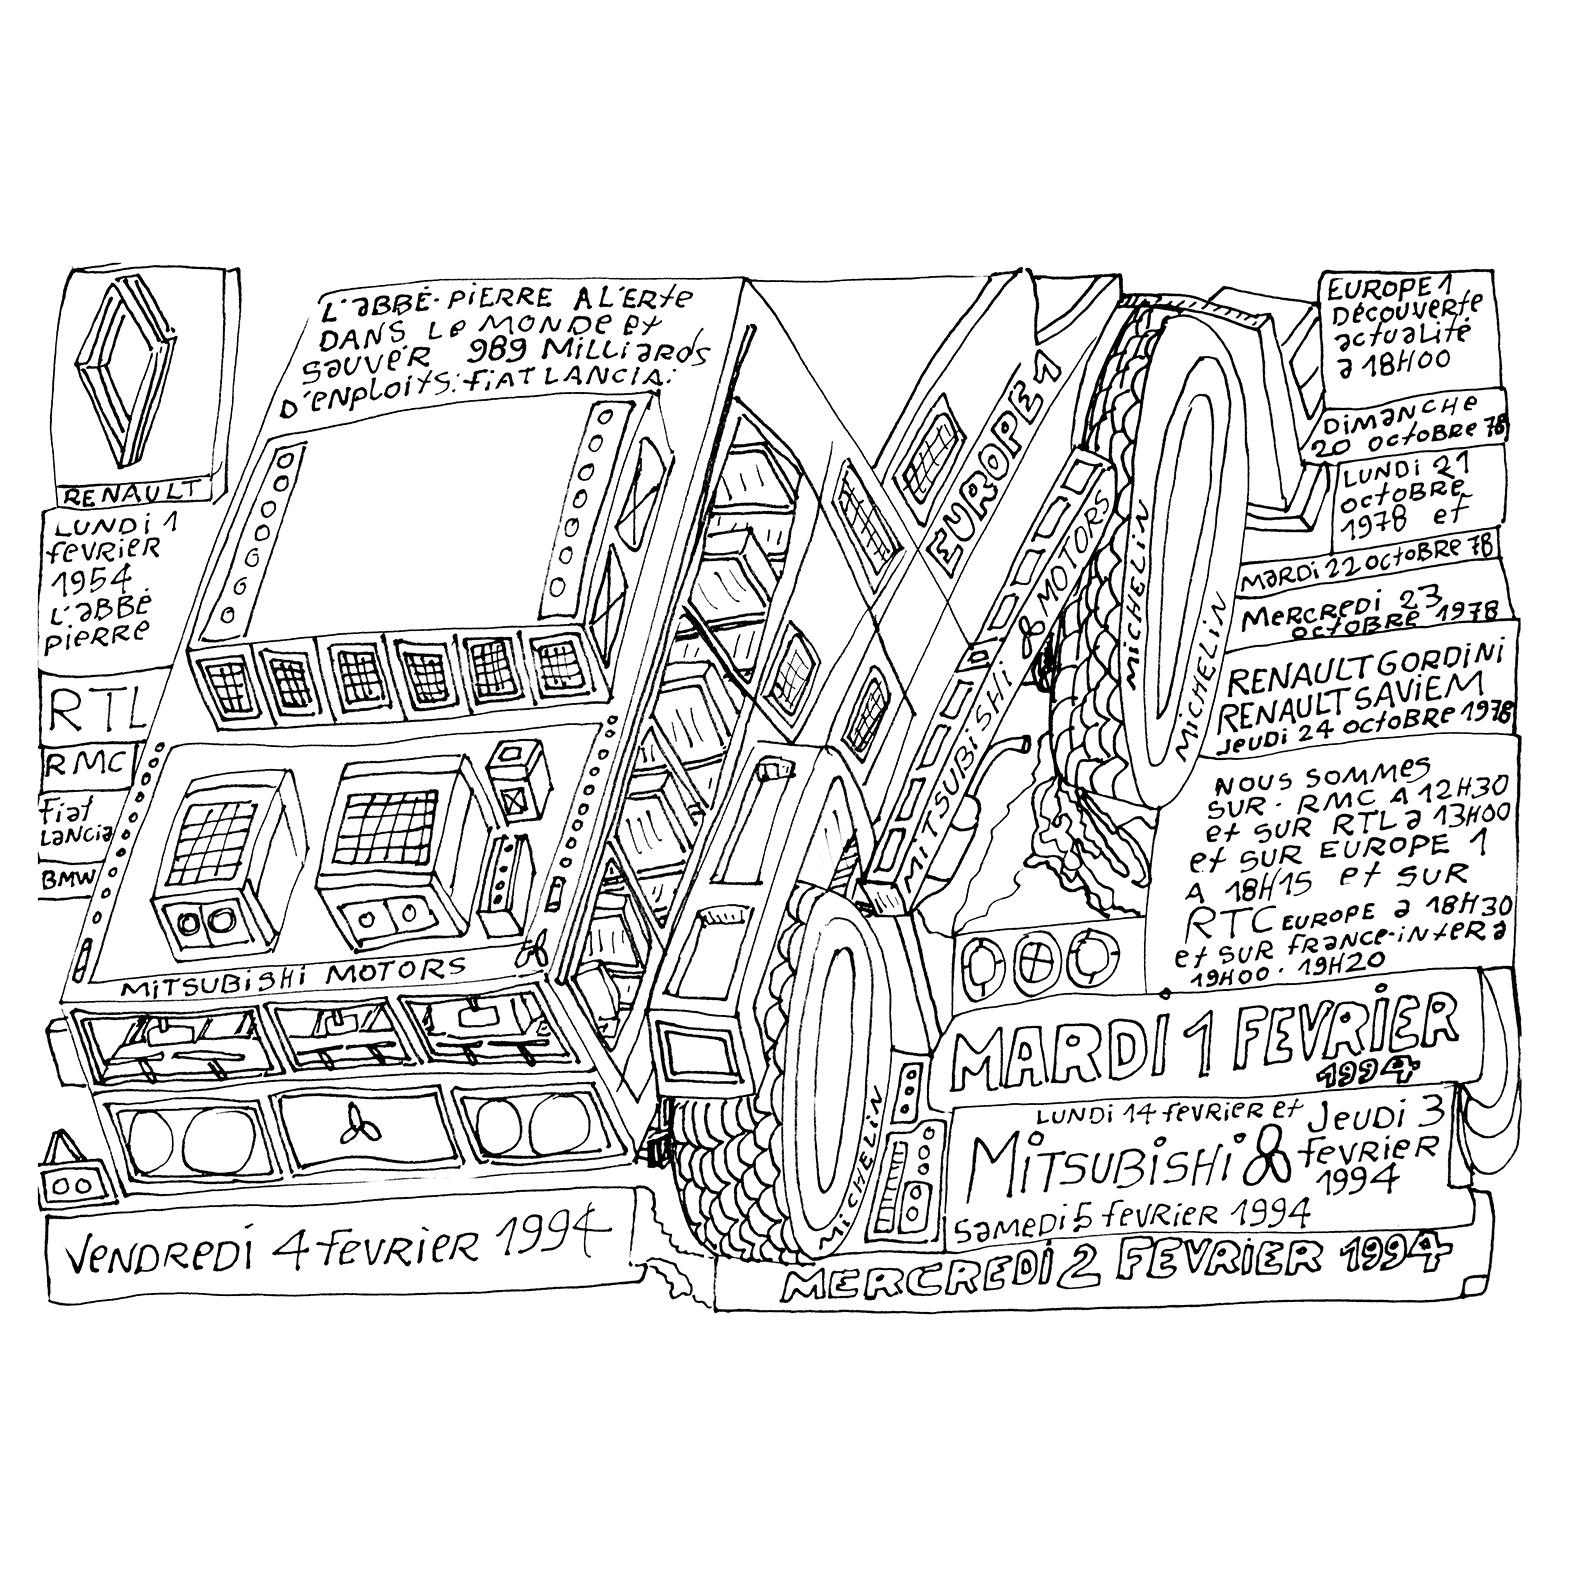 RENAULT
LUNDI 1
fevrier
1954
L'aBBÉ
pierre
RTL
RMC
fiat
Lancia
BMW
L'aBBÉ-PIERRE A L'ERte
DANS Le MONDE et
sauver 989 Milliards
D'enploits: fiat LANCIA:
MITSUBISHI MOTORS
VENDREDI 4 fevrier 1994
EUROPE 1
MITSUBISHI MOTORS
MICHELIN
MICHELIN
MICHELIN
MICHELIN
EUROPE 1
Découverte
actualité
a 18H00
Dimanche
20 octobre 78
LUNDI 21
octobre
1978 et
Mardi 22 octobre 78
Mercredi 23
octobre 1978
RENAULT GORDINI
RENAULT SAVIEM
Jeudi 24 octobre 1978
NOUS SOMMES
SUR. RMC A 12H30
et SUR RTL a 13H00
et SUR EUROPE 1
A 18H15 et SUR
RTC EUROPE a 18H30
et SUR france-inter a
19H00. 19H20
MARDI 1 FEVRIER
1994
LUNDI 14 fevrier et Jeudi 3
MITSUBISHI fevrier
1994
Samedi 5 fevrier 1994
MERCREDI 2 FEVRIER 1994